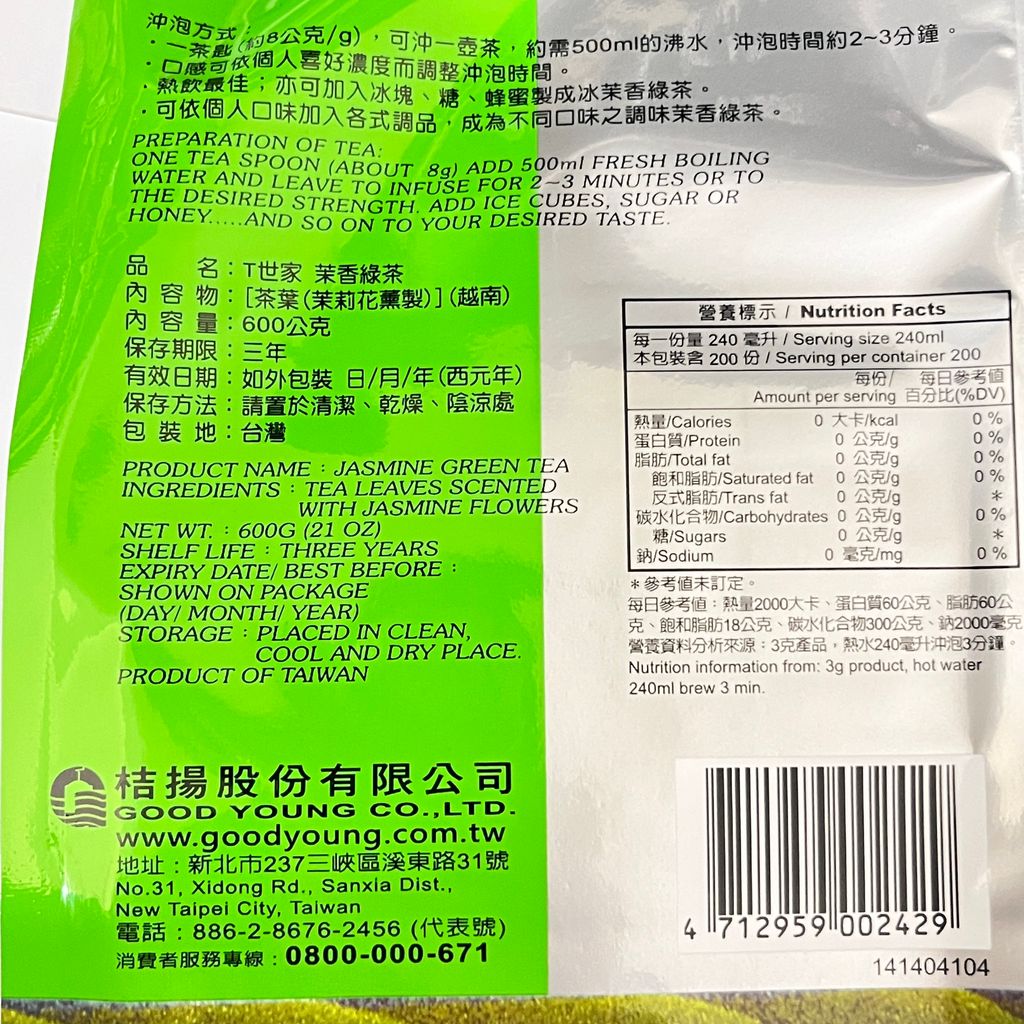 沖泡方式：
・一茶匙(約8公克/g)，可沖一壺茶，約需500ml的沸水，沖泡時間約2~3分鐘。
・口感可依個人喜好濃度而調整沖泡時間。
・熱飲最佳；亦可加入冰塊、糖、蜂蜜製成冰茉香綠茶。
・可依個人口味加入各式調品，成為不同口味之調味茉香綠茶。
PREPARATION OF TEA:
ONE TEA SPOON (ABOUT 8g) ADD 500ml FRESH BOILING
WATER AND LEAVE TO INFUSE FOR 2~3 MINUTES OR TO
THE DESIRED STRENGTH. ADD ICE CUBES, SUGAR OR
HONEY.....AND SO ON TO YOUR DESIRED TASTE.
品 名：T世家 茉香綠茶
內 容 物：[茶葉(茉莉花薰製)](越南)
內 容 量：600公克
保存期限：三年
有效日期：如外包裝 日/月/年(西元年)
保存方法：請置於清潔、乾燥、陰涼處
包 裝 地：台灣
PRODUCT NAME：JASMINE GREEN TEA
INGREDIENTS：TEA LEAVES SCENTED
WITH JASMINE FLOWERS
NET WT.：600G (21 OZ)
SHELF LIFE：THREE YEARS
EXPIRY DATE/ BEST BEFORE：
SHOWN ON PACKAGE
(DAY/ MONTH/ YEAR)
STORAGE：PLACED IN CLEAN,
COOL AND DRY PLACE.
PRODUCT OF TAIWAN
營養標示 / Nutrition Facts
每一份量 240 毫升 / Serving size 240ml
本包裝含 200 份 / Serving per container 200
每份/ 每日參考值
Amount per serving 百分比(%DV)
熱量/Calories 0 大卡/kcal 0 %
蛋白質/Protein 0 公克/g 0 %
脂肪/Total fat 0 公克/g 0 %
飽和脂肪/Saturated fat 0 公克/g 0 %
反式脂肪/Trans fat 0 公克/g *
碳水化合物/Carbohydrates 0 公克/g 0 %
糖/Sugars 0 公克/g *
鈉/Sodium 0 毫克/mg 0 %
*參考值未訂定。
每日參考值：熱量2000大卡、蛋白質60公克、脂肪60公
克、飽和脂肪18公克、碳水化合物300公克、鈉2000毫克
營養資料分析來源：3克產品，熱水240毫升沖泡3分鐘。
Nutrition information from: 3g product, hot water
240ml brew 3 min.
桔揚股份有限公司
GOOD YOUNG CO.,LTD.
www.goodyoung.com.tw
地址：新北市237三峽區溪東路31號
No.31, Xidong Rd., Sanxia Dist.,
New Taipei City, Taiwan
電話：886-2-8676-2456 (代表號)
消費者服務專線：0800-000-671
4 712959 002429
141404104